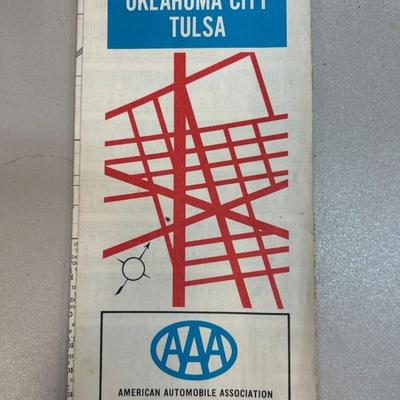 OKLAHOMA CITY
TULSA
AAA
AMERICAN AUTOMOBILE ASSOCIATION